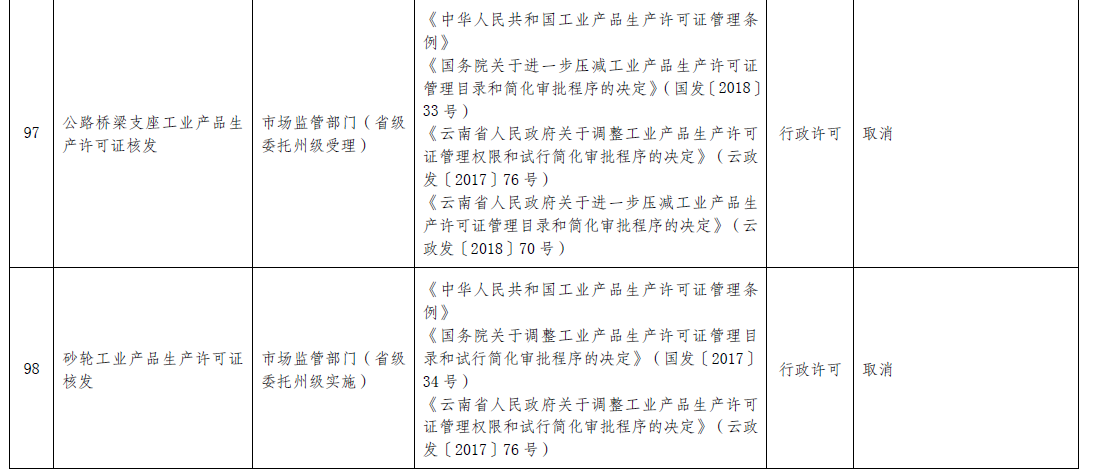 97
公路桥梁支座工业产品生
产许可证核发
市场监管部门（省级
委托州级受理）
《中华人民共和国工业产品生产许可证管理条
例》
《国务院关于进一步压减工业产品生产许可证
管理目录和简化审批程序的决定》（国发〔2018〕
33号）
《云南省人民政府关于调整工业产品生产许可
证管理权限和试行简化审批程序的决定》（云政
发〔2017〕76号）
《云南省人民政府关于进一步压减工业产品生
产许可证管理目录和简化审批程序的决定》（云
政发〔2018〕70号）
行政许可
取消
98
砂轮工业产品生产许可证
核发
市场监管部门（省级
委托州级实施）
《中华人民共和国工业产品生产许可证管理条
例》
《国务院关于调整工业产品生产许可证管理目
录和试行简化审批程序的决定》（国发〔2017〕
34号）
《云南省人民政府关于调整工业产品生产许可
证管理权限和试行简化审批程序的决定》（云政
发〔2017〕76号）
行政许可
取消